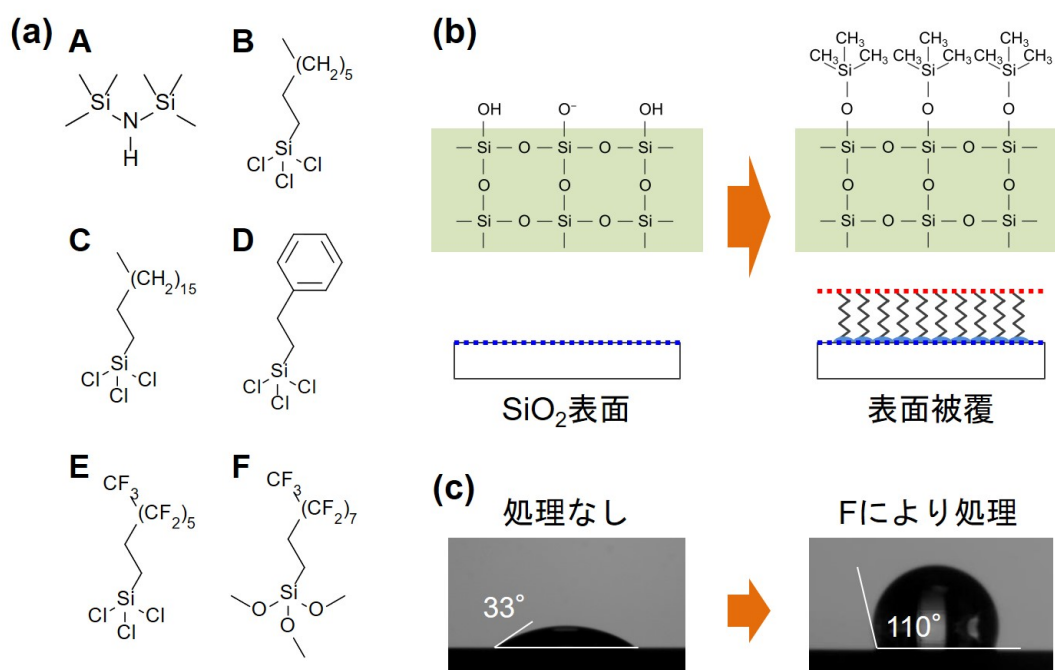 (a)
A
Si
Si
N
H
B
(CH₂)₅
Si
Cl
Cl
Cl
C
(CH₂)₁₅
Si
Cl
Cl
Cl
D
Si
Cl
Cl
Cl
E
CF₃
(CF₂)₅
Si
Cl
Cl
Cl
F
CF₃
(CF₂)₇
Si
O
O
O
(b)
OH O⁻ OH
Si O Si O Si
O O O
Si O Si O Si
SiO₂表面
CH₃ CH₃ CH₃
CH₃ CH₃ CH₃ CH₃ CH₃ CH₃
Si Si Si
O O O
Si O Si O Si
O O O
Si O Si O Si
表面被覆
(c)
処理なし
33°
Fにより処理
110°